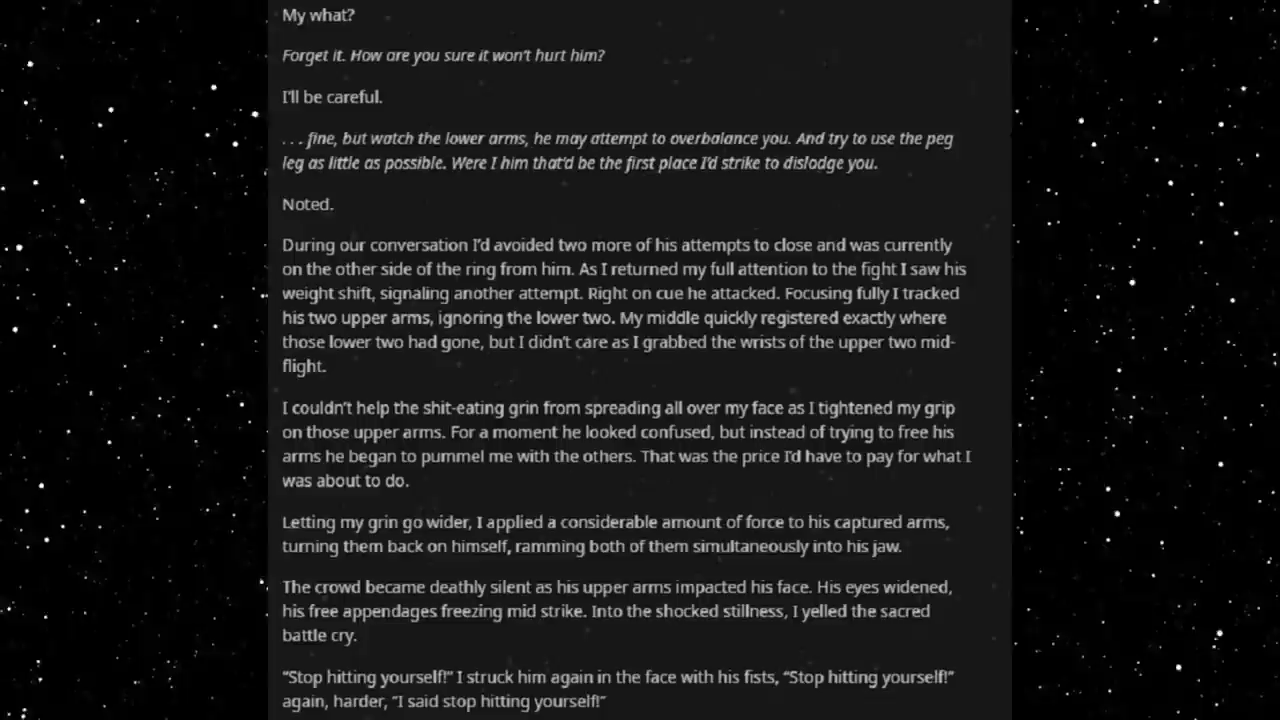 My what?
Forget it. How are you sure it won't hurt him?
I'll be careful.
. . . fine, but watch the lower arms, he may attempt to overbalance you. And try to use the peg
leg as little as possible. Were I him that'd be the first place I'd strike to dislodge you.
Noted.
During our conversation I'd avoided two more of his attempts to close and was currently
on the other side of the ring from him. As I returned my full attention to the fight I saw his
weight shift, signaling another attempt. Right on cue he attacked. Focusing fully I tracked
his two upper arms, ignoring the lower two. My middle quickly registered exactly where
those lower two had gone, but I didn't care as I grabbed the wrists of the upper two mid-
flight.
I couldn't help the shit-eating grin from spreading all over my face as I tightened my grip
on those upper arms. For a moment he looked confused, but instead of trying to free his
arms he began to pummel me with the others. That was the price I'd have to pay for what I
was about to do.
Letting my grin go wider, I applied a considerable amount of force to his captured arms,
turning them back on himself, ramming both of them simultaneously into his jaw.
The crowd became deathly silent as his upper arms impacted his face. His eyes widened,
his free appendages freezing mid strike. Into the shocked stillness, I yelled the sacred
battle cry.
“Stop hitting yourself!” I struck him again in the face with his fists, “Stop hitting yourself!”
again, harder, “I said stop hitting yourself!”